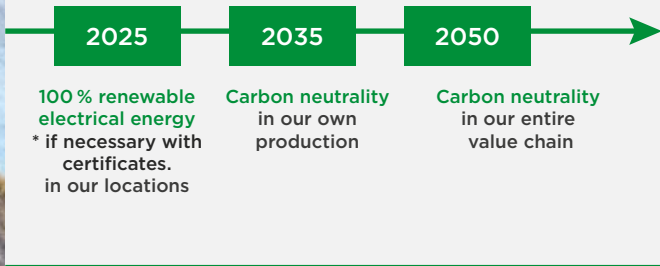 2025
2035
2050
100 % renewable
electrical energy
* if necessary with
certificates.
in our locations
Carbon neutrality
in our own
production
Carbon neutrality
in our entire
value chain